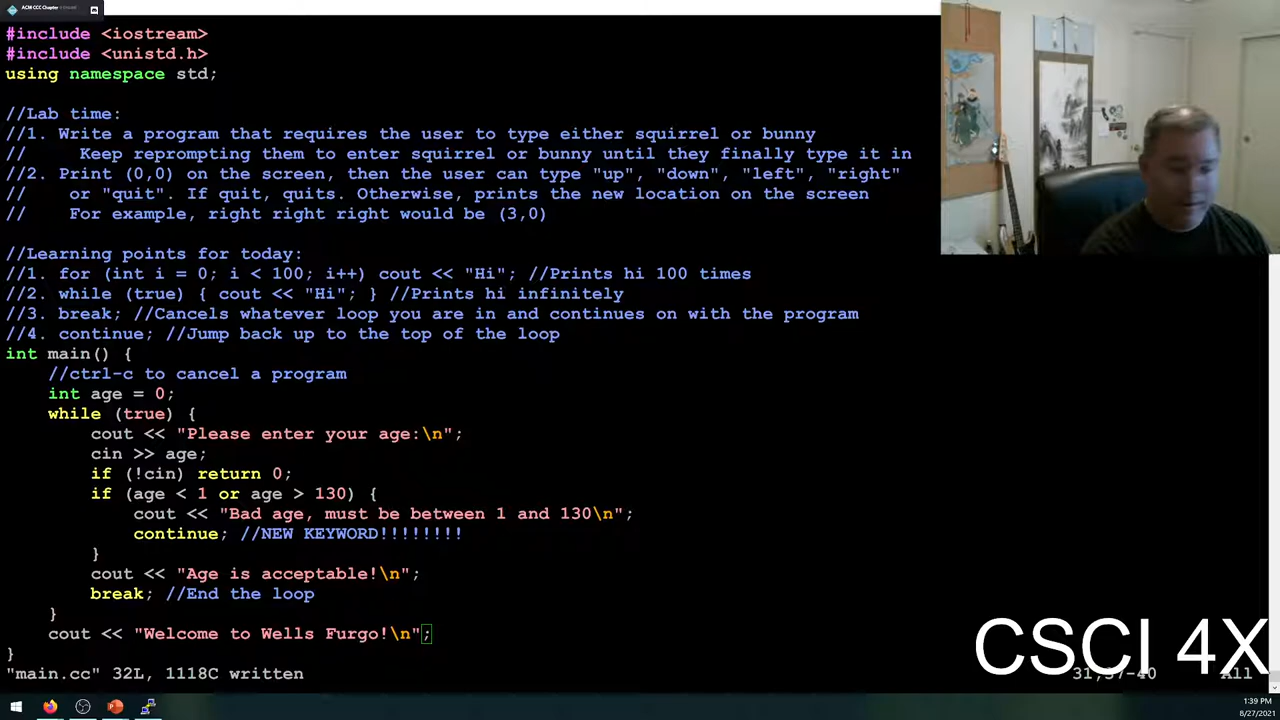 ACM CCC Chapter
#include <iostream>
#include <unistd.h>
using namespace std;
//Lab time:
//1. Write a program that requires the user to type either squirrel or bunny
//      Keep reprompting them to enter squirrel or bunny until they finally type it in
//2. Print (0,0) on the screen, then the user can type "up", "down", "left", "right"
//   or "quit". If quit, quits. Otherwise, prints the new location on the screen
//   For example, right right right would be (3,0)
//Learning points for today:
//1. for (int i = 0; i < 100; i++) cout << "Hi"; //Prints hi 100 times
//2. while (true) { cout << "Hi"; } //Prints hi infinitely
//3. break; //Cancels whatever loop you are in and continues on with the program
//4. continue; //Jump back up to the top of the loop
int main() {
    //ctrl-c to cancel a program
    int age = 0;
    while (true) {
        cout << "Please enter your age:\n";
        cin >> age;
        if (!cin) return 0;
        if (age < 1 or age > 130) {
            cout << "Bad age, must be between 1 and 130\n";
            continue; //NEW KEYWORD!!!!!!!!
        }
        cout << "Age is acceptable!\n";
        break; //End the loop
    }
    cout << "Welcome to Wells Furgo!\n";
}
"main.cc" 32L, 1118C written
31,37-40
All
CSCI 4X
1:39 PM
8/27/2021